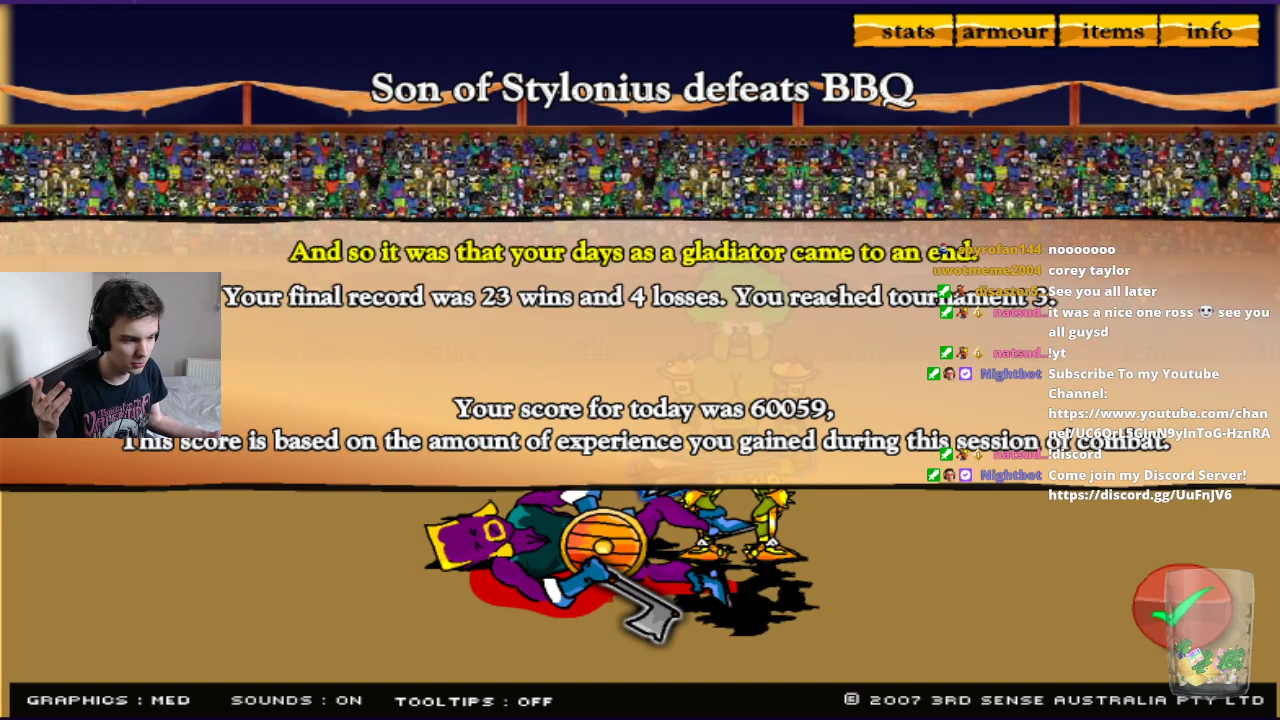 stats armour items info
Son of Stylonius defeats BBQ
And so it was that your days as a gladiator came to an end.
Your final record was 23 wins and 4 losses. You reached tournament 3.
Your score for today was 60059,
This score is based on the amount of experience you gained during this session of combat.
spyrofan144 nooooooo
uwotmeme2004 corey taylor
See you all later
natsud... it was a nice one ross 💀 see you
all guysd
natsud... !yt
Nightbot Subscribe To my Youtube
Channel:
https://www.youtube.com/chan
natsud... !discord
Nightbot Come join my Discord Server!
https://discord.gg/UuFnJV6
GRAPHICS : MED SOUNDS : ON TOOLTIPS : OFF © 2007 3RD SENSE AUSTRALIA PTY LTD